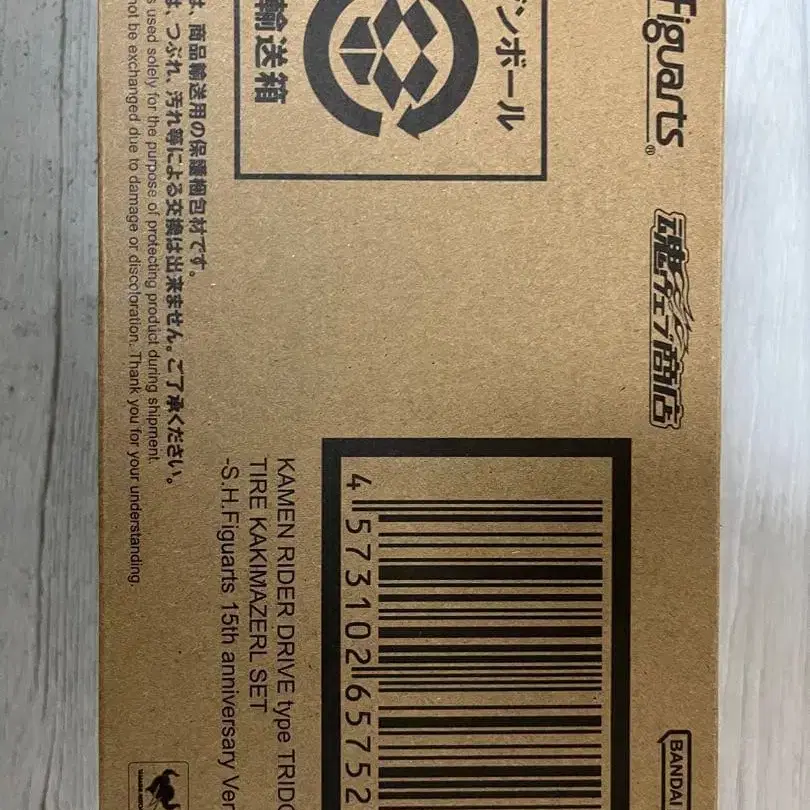 Figuarts®
魂ウェブ商店
ンボール
輸送箱
は、商品輸送用の保護梱包材です。
は、つぶれ、汚れ等による交換は出来ません。ご了承ください。
s used solely for the purpose of protecting product during shipment.
not be exchanged due to damage or discoloration. Thank you for your understanding.
457310265752
KAMEN RIDER DRIVE type TRIDO
TIRE KAKIMAZERL SET
-S.H.Figuarts 15th anniversary Ver
BANDA